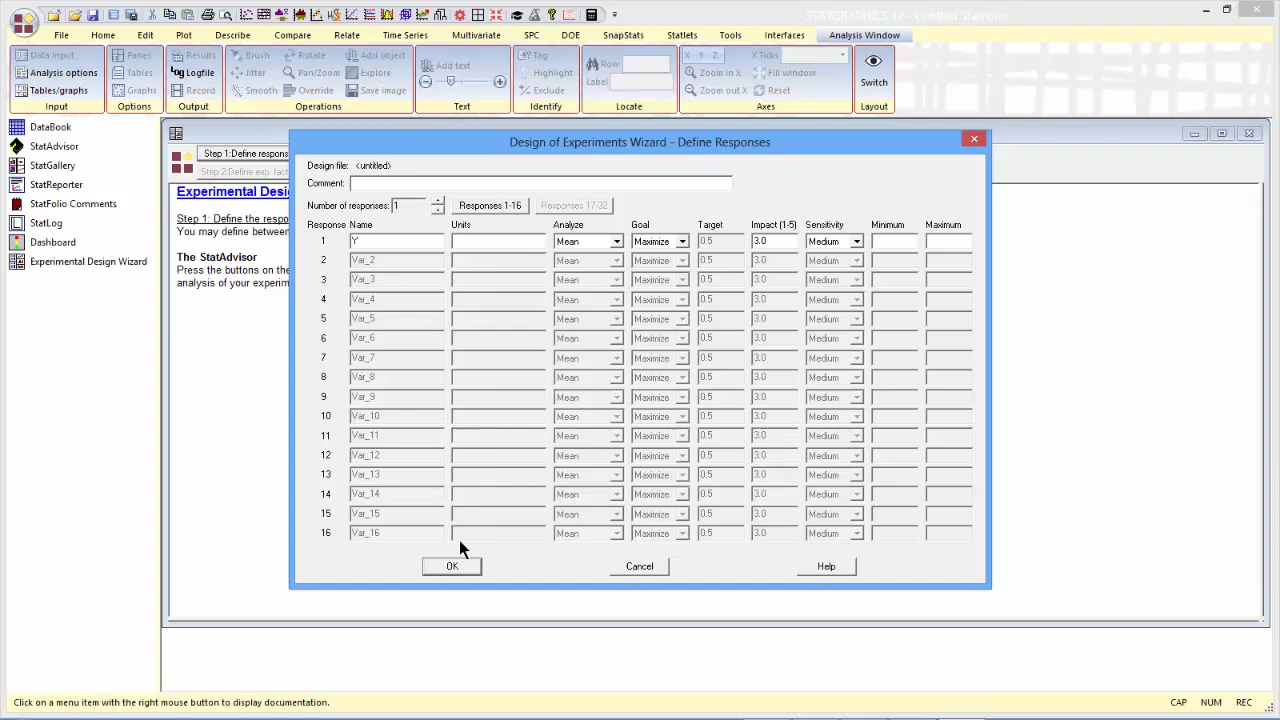 STATGRAPHICS 19 - Untitled StatFolio
File Home Edit Plot Describe Compare Relate Time Series Multivariate SPC DOE SnapStats Statlets Tools Interfaces Analysis Window
Data input Panes Results Brush Rotate Add object Add text Tag Row X Y Z X Ticks
Analysis options Tables Logfile Jitter Pan/Zoom Explore Highlight Label Zoom in X Fill window Switch
Tables/graphs Graphs Record Smooth Override Save image Exclude Zoom out X Reset
Input Options Output Operations Text Identify Locate Axes Layout
DataBook
StatAdvisor
StatGallery
StatReporter
StatFolio Comments
StatLog
Dashboard
Experimental Design Wizard
Step 1:Define respon
Step 2:Define exp. fact
Experimental Desi
Step 1: Define the respo
You may define between
The StatAdvisor
Press the buttons on the
analysis of your experim
Design of Experiments Wizard - Define Responses
Design file: <untitled>
Comment:
Number of responses: 1 Responses 1-16 Responses 17-32
Response Name Units Analyze Goal Target Impact (1-5) Sensitivity Minimum Maximum
1 Y Mean Maximize 0.5 3.0 Medium
2 Var_2 Mean Maximize 0.5 3.0 Medium
3 Var_3 Mean Maximize 0.5 3.0 Medium
4 Var_4 Mean Maximize 0.5 3.0 Medium
5 Var_5 Mean Maximize 0.5 3.0 Medium
6 Var_6 Mean Maximize 0.5 3.0 Medium
7 Var_7 Mean Maximize 0.5 3.0 Medium
8 Var_8 Mean Maximize 0.5 3.0 Medium
9 Var_9 Mean Maximize 0.5 3.0 Medium
10 Var_10 Mean Maximize 0.5 3.0 Medium
11 Var_11 Mean Maximize 0.5 3.0 Medium
12 Var_12 Mean Maximize 0.5 3.0 Medium
13 Var_13 Mean Maximize 0.5 3.0 Medium
14 Var_14 Mean Maximize 0.5 3.0 Medium
15 Var_15 Mean Maximize 0.5 3.0 Medium
16 Var_16 Mean Maximize 0.5 3.0 Medium
OK Cancel Help
Click on a menu item with the right mouse button to display documentation. CAP NUM REC